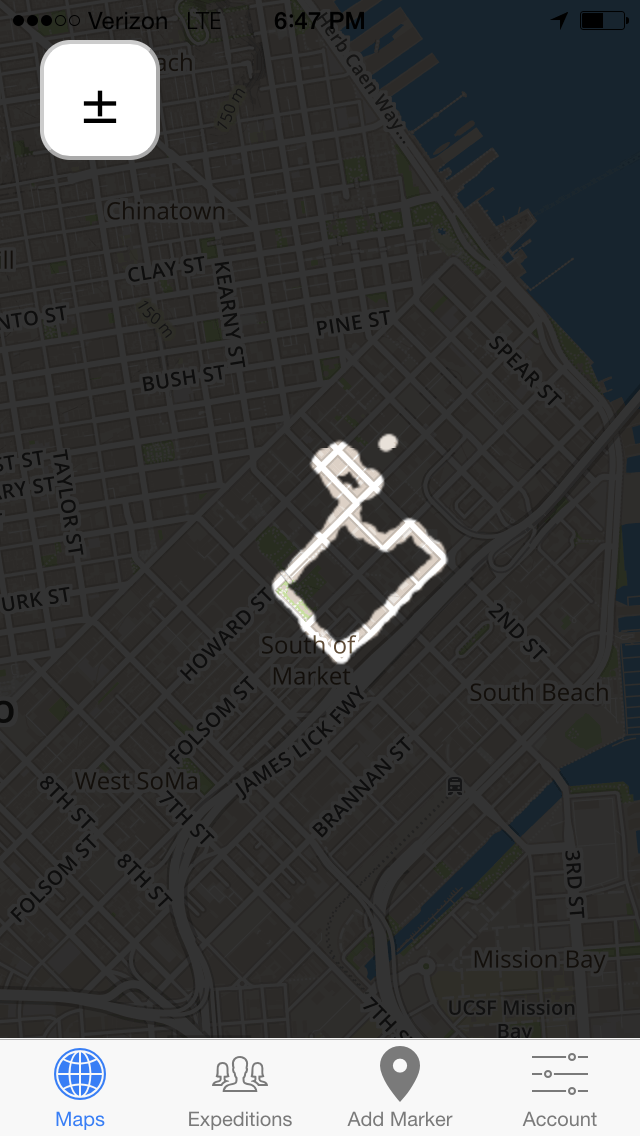 Verizon LTE 6:47 PM
Herb Caen Way...
ach
±
150 m
Chinatown
ill
CLAY ST
KEARNY ST
NTO ST
150 m
PINE ST
SPEAR ST
BUSH ST
ST ST
TAYLOR ST
RY ST
URK ST
HOWARD ST
2ND ST
South of
Market
FOLSOM ST
South Beach
O
JAMES LICK FWY
West SoMa
BRANNAN ST
8TH ST
7TH ST
FOLSOM ST
8TH ST
3RD ST
Mission Bay
7TH S
UCSF Mission
Bay
Maps Expeditions Add Marker Account